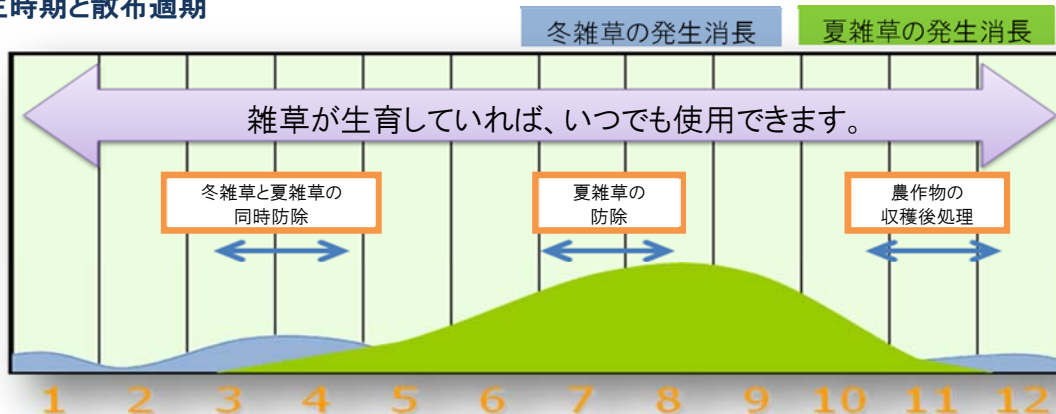 時期と散布適期
冬雑草の発生消長
夏雑草の発生消長
雑草が生育していれば、いつでも使用できます。
冬雑草と夏雑草の
同時防除
夏雑草の
防除
農作物の
収穫後処理
1 2 3 4 5 6 7 8 9 10 11 12